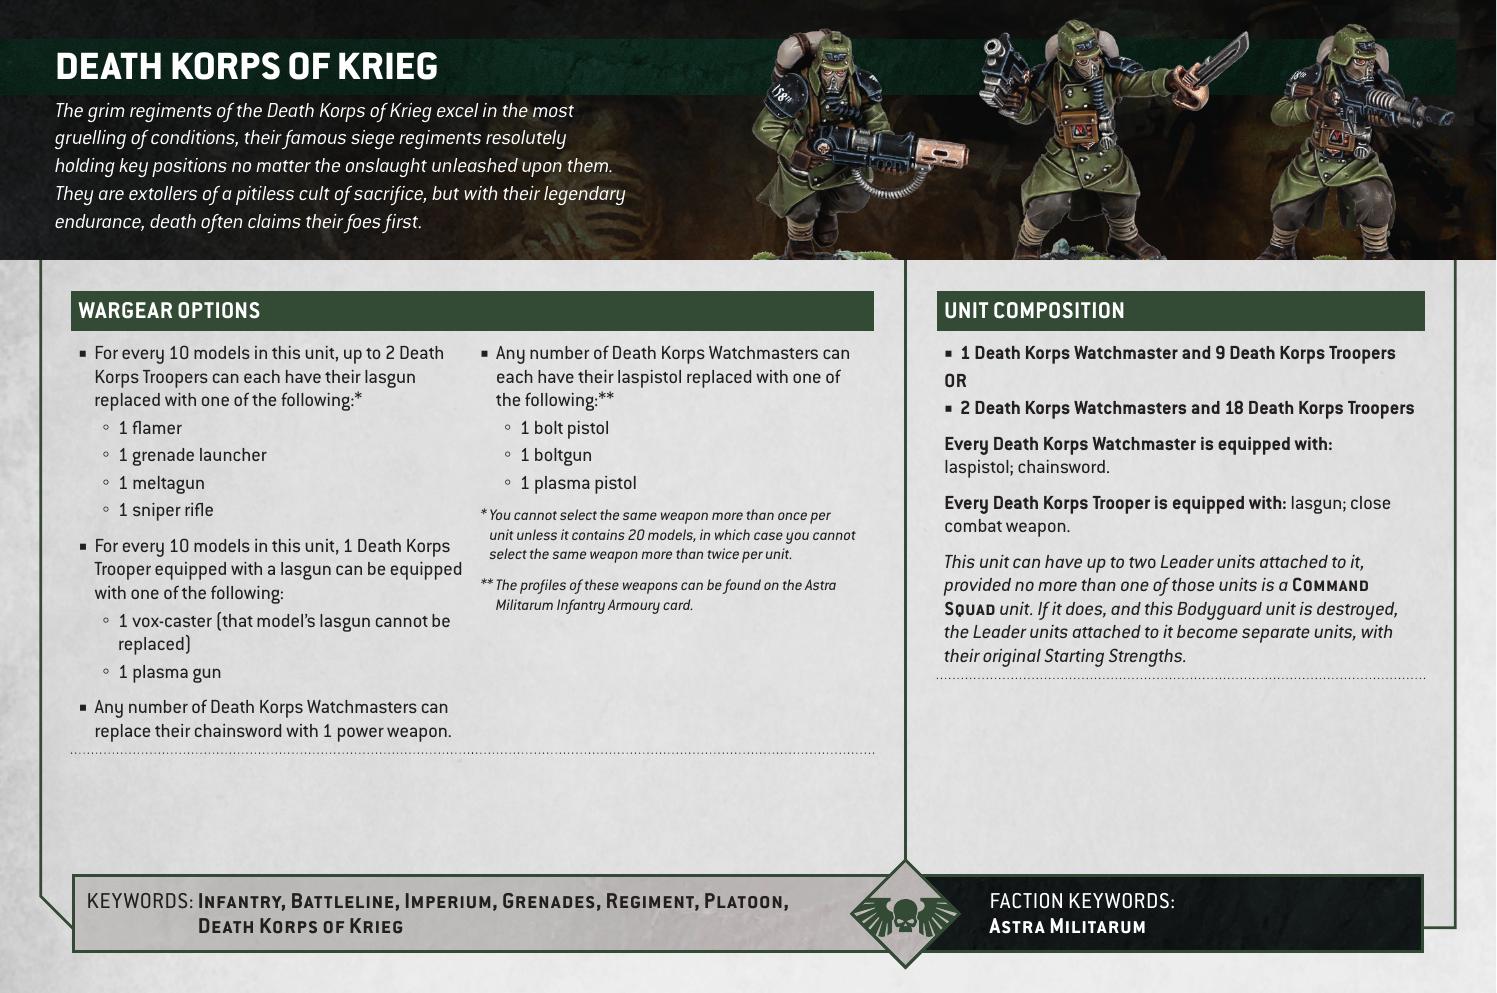 DEATH KORPS OF KRIEG
The grim regiments of the Death Korps of Krieg excel in the most
gruelling of conditions, their famous siege regiments resolutely
holding key positions no matter the onslaught unleashed upon them.
They are extollers of a pitiless cult of sacrifice, but with their legendary
endurance, death often claims their foes first.
WARGEAR OPTIONS
▪ For every 10 models in this unit, up to 2 Death
Korps Troopers can each have their lasgun
replaced with one of the following:*
◦ 1 flamer
◦ 1 grenade launcher
◦ 1 meltagun
◦ 1 sniper rifle
▪ For every 10 models in this unit, 1 Death Korps
Trooper equipped with a lasgun can be equipped
with one of the following:
◦ 1 vox-caster (that model's lasgun cannot be
replaced)
◦ 1 plasma gun
▪ Any number of Death Korps Watchmasters can
replace their chainsword with 1 power weapon.
▪ Any number of Death Korps Watchmasters can
each have their laspistol replaced with one of
the following:**
◦ 1 bolt pistol
◦ 1 boltgun
◦ 1 plasma pistol
* You cannot select the same weapon more than once per
unit unless it contains 20 models, in which case you cannot
select the same weapon more than twice per unit.
** The profiles of these weapons can be found on the Astra
Militarum Infantry Armoury card.
UNIT COMPOSITION
▪ 1 Death Korps Watchmaster and 9 Death Korps Troopers
OR
▪ 2 Death Korps Watchmasters and 18 Death Korps Troopers
Every Death Korps Watchmaster is equipped with:
laspistol; chainsword.
Every Death Korps Trooper is equipped with: lasgun; close
combat weapon.
This unit can have up to two Leader units attached to it,
provided no more than one of those units is a COMMAND
SQUAD unit. If it does, and this Bodyguard unit is destroyed,
the Leader units attached to it become separate units, with
their original Starting Strengths.
KEYWORDS: INFANTRY, BATTLELINE, IMPERIUM, GRENADES, REGIMENT, PLATOON,
DEATH KORPS OF KRIEG
FACTION KEYWORDS:
ASTRA MILITARUM